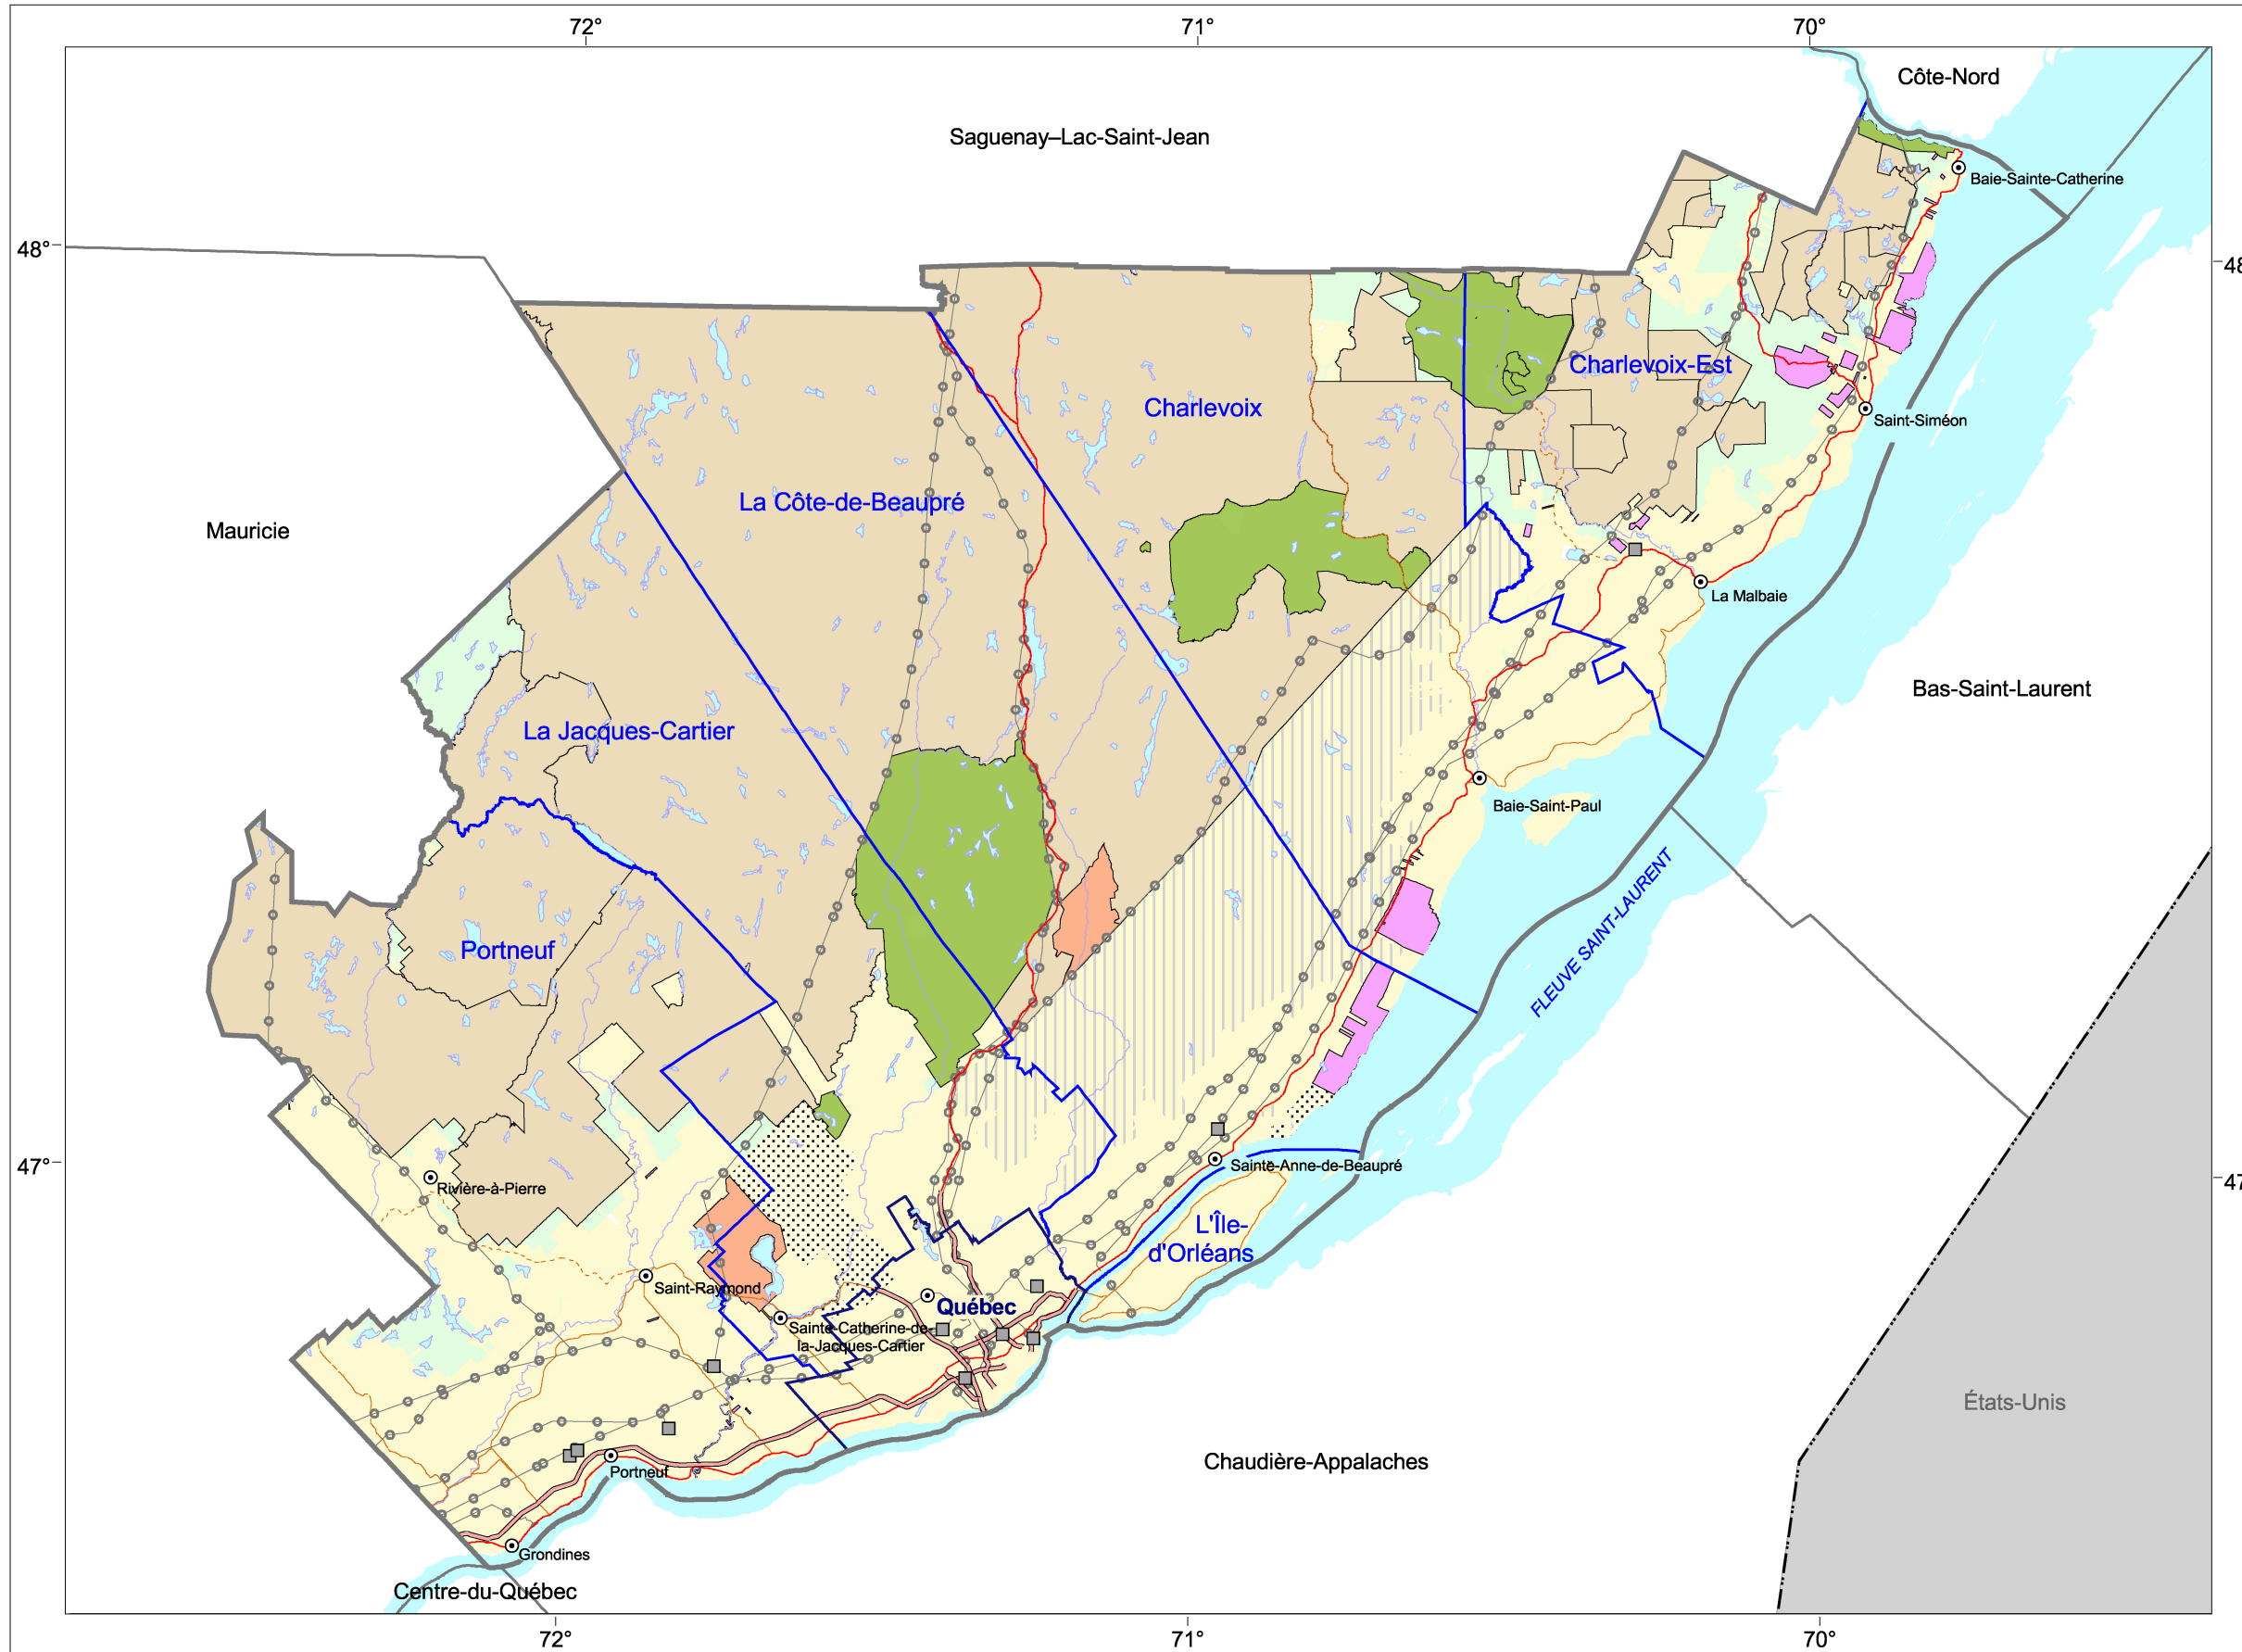 72°
71°
70°
Côte-Nord
Saguenay–Lac-Saint-Jean
Baie-Sainte-Catherine
48°
48
Charlevoix-Est
Charlevoix
Saint-Siméon
La Côte-de-Beaupré
Mauricie
La Malbaie
Bas-Saint-Laurent
La Jacques-Cartier
Baie-Saint-Paul
FLEUVE SAINT-LAURENT
Portneuf
47°
47
Sainte-Anne-de-Beaupré
Rivière-à-Pierre
L'Île-
d'Orléans
Saint-Raymond
Québec
Sainte-Catherine-de-
la-Jacques-Cartier
États-Unis
Chaudière-Appalaches
Portneuf
Grondines
Centre-du-Québec
72°
71°
70°